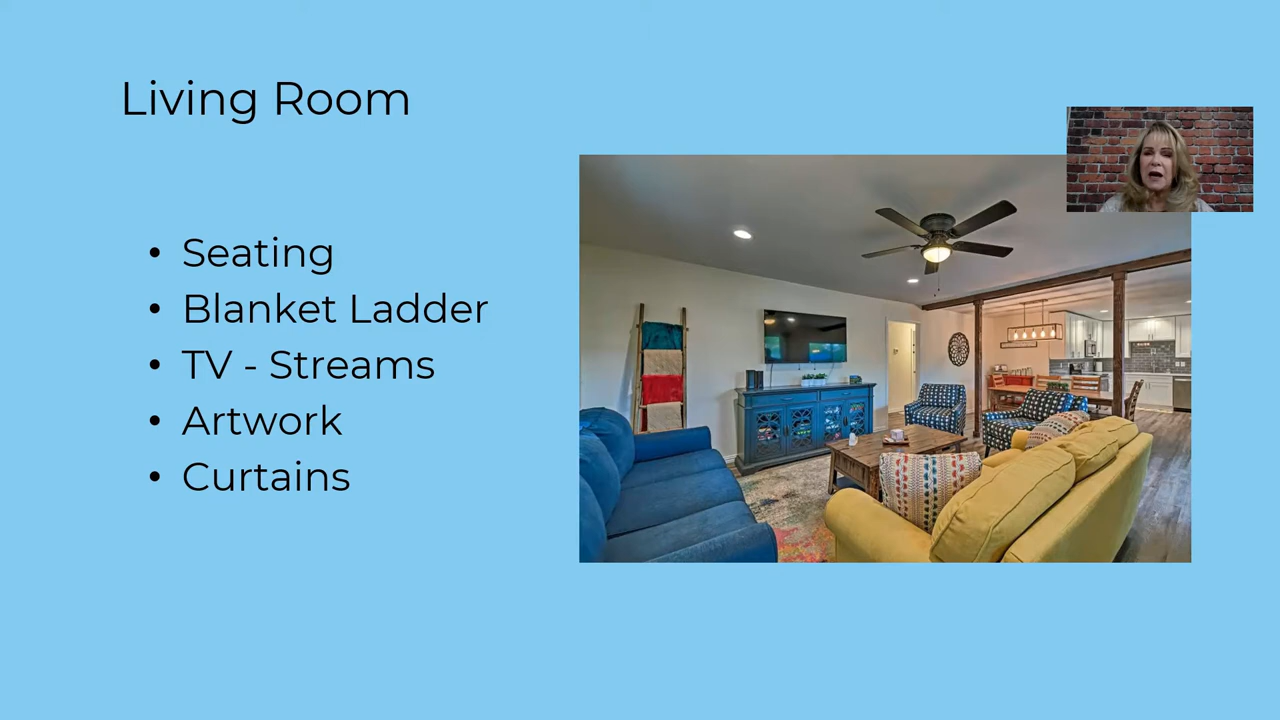 Living Room
• Seating
• Blanket Ladder
• TV - Streams
• Artwork
• Curtains